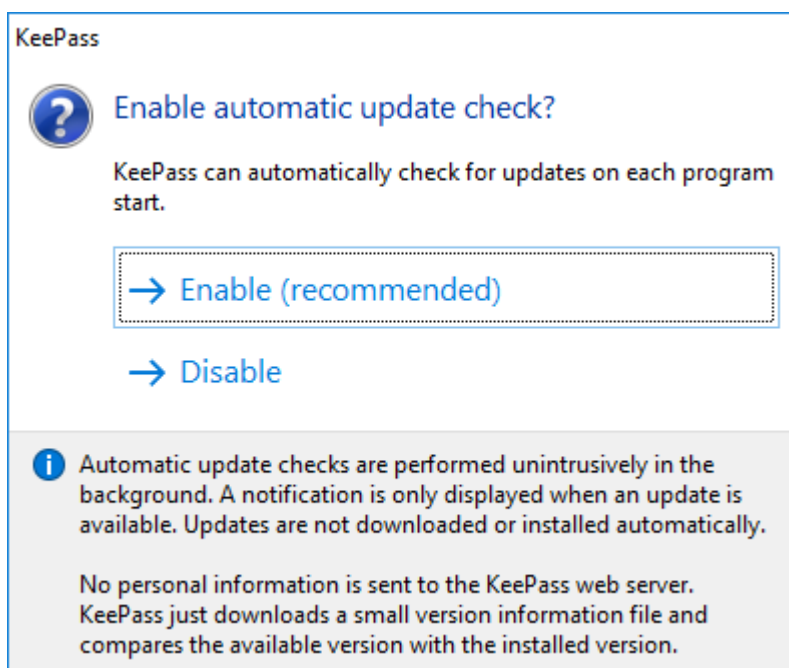 KeePass
Enable automatic update check?
KeePass can automatically check for updates on each program
start.
Enable (recommended)
Disable
Automatic update checks are performed unintrusively in the
background. A notification is only displayed when an update is
available. Updates are not downloaded or installed automatically.
No personal information is sent to the KeePass web server.
KeePass just downloads a small version information file and
compares the available version with the installed version.